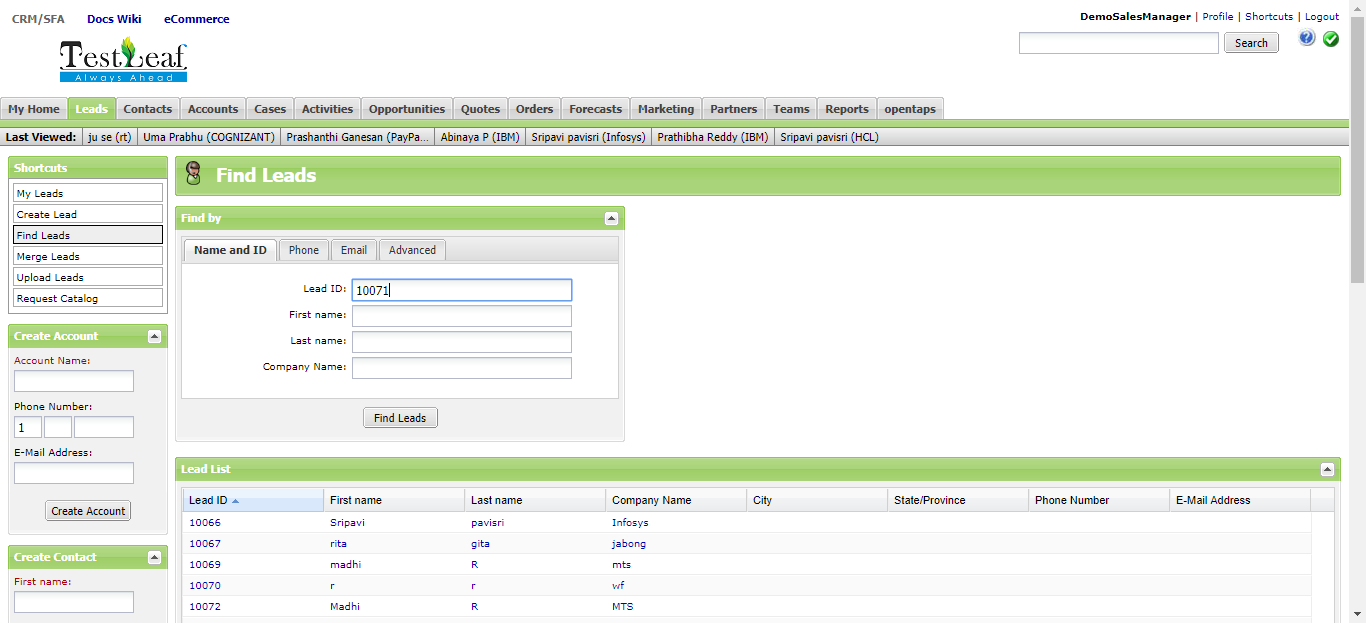 CRM/SFA Docs Wiki eCommerce
DemoSalesManager | Profile | Shortcuts | Logout
TestLeaf
Always Ahead
Search
?
My Home Leads Contacts Accounts Cases Activities Opportunities Quotes Orders Forecasts Marketing Partners Teams Reports opentaps
Last Viewed: ju se (rt) Uma Prabhu (COGNIZANT) Prashanthi Ganesan (PayPa... Abinaya P (IBM) Sripavi pavisri (Infosys) Prathibha Reddy (IBM) Sripavi pavisri (HCL)
Shortcuts
My Leads
Create Lead
Find Leads
Merge Leads
Upload Leads
Request Catalog
Create Account
Account Name:
Phone Number:
1
E-Mail Address:
Create Account
Create Contact
First name:
Find Leads
Find by
Name and ID Phone Email Advanced
Lead ID: 10071
First name:
Last name:
Company Name:
Find Leads
Lead List
Lead ID First name Last name Company Name City State/Province Phone Number E-Mail Address
10066 Sripavi pavisri Infosys
10067 rita gita jabong
10069 madhi R mts
10070 r r wf
10072 Madhi R MTS